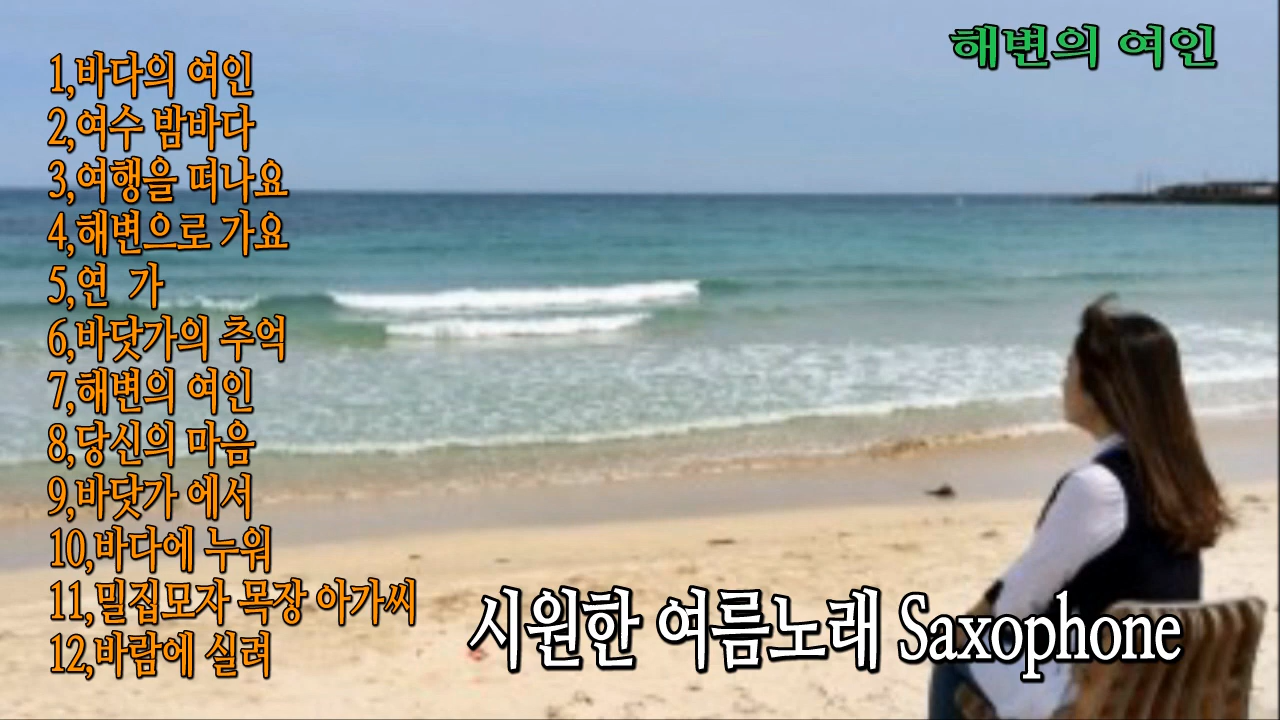 해변의 여인
1,바다의 여인
2,여수 밤바다
3,여행을 떠나요
4,해변으로 가요
5,연 가
6,바닷가의 추억
7,해변의 여인
8,당신의 마음
9,바닷가 에서
10,바다에 누워
11,밀집모자 목장 아가씨
12,바람에 실려
시원한 여름노래 Saxophone